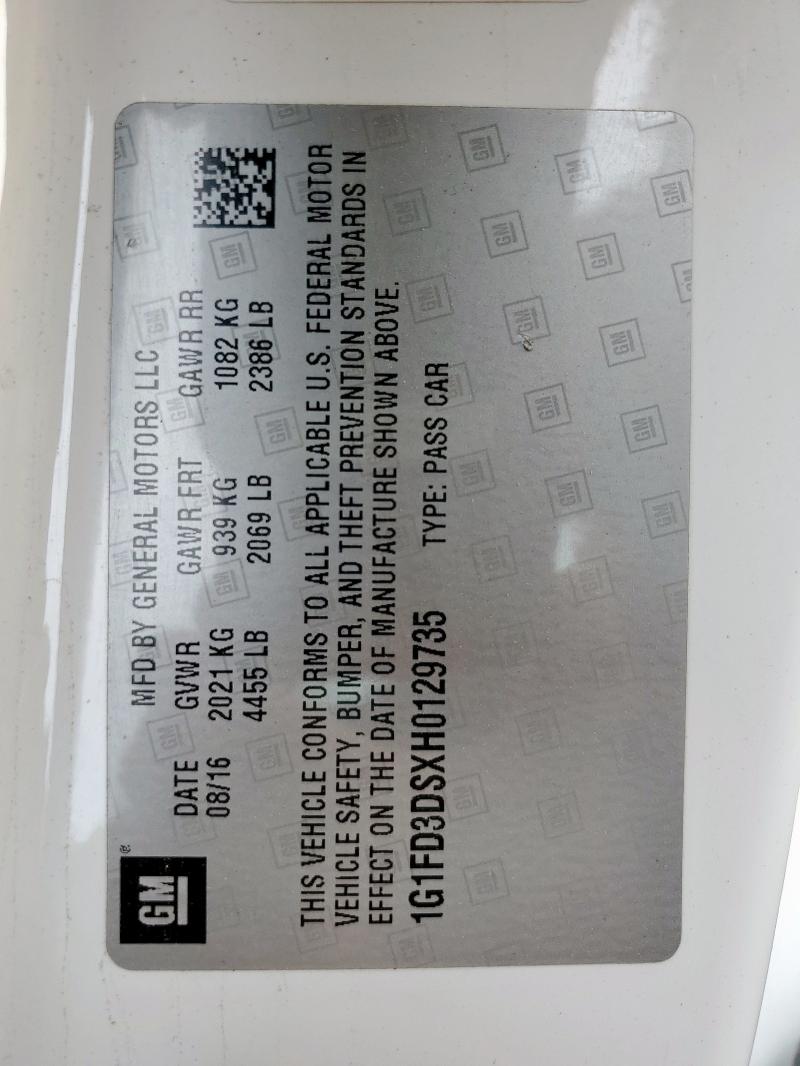 GM
MFD BY GENERAL MOTORS LLC
DATE GVWR GAWR FRT GAWR RR
08/16 2021 KG 939 KG 1082 KG
4455 LB 2069 LB 2386 LB
THIS VEHICLE CONFORMS TO ALL APPLICABLE U.S. FEDERAL MOTOR
VEHICLE SAFETY, BUMPER, AND THEFT PREVENTION STANDARDS IN
EFFECT ON THE DATE OF MANUFACTURE SHOWN ABOVE.
1G1FD3DSXH0129735 TYPE: PASS CAR